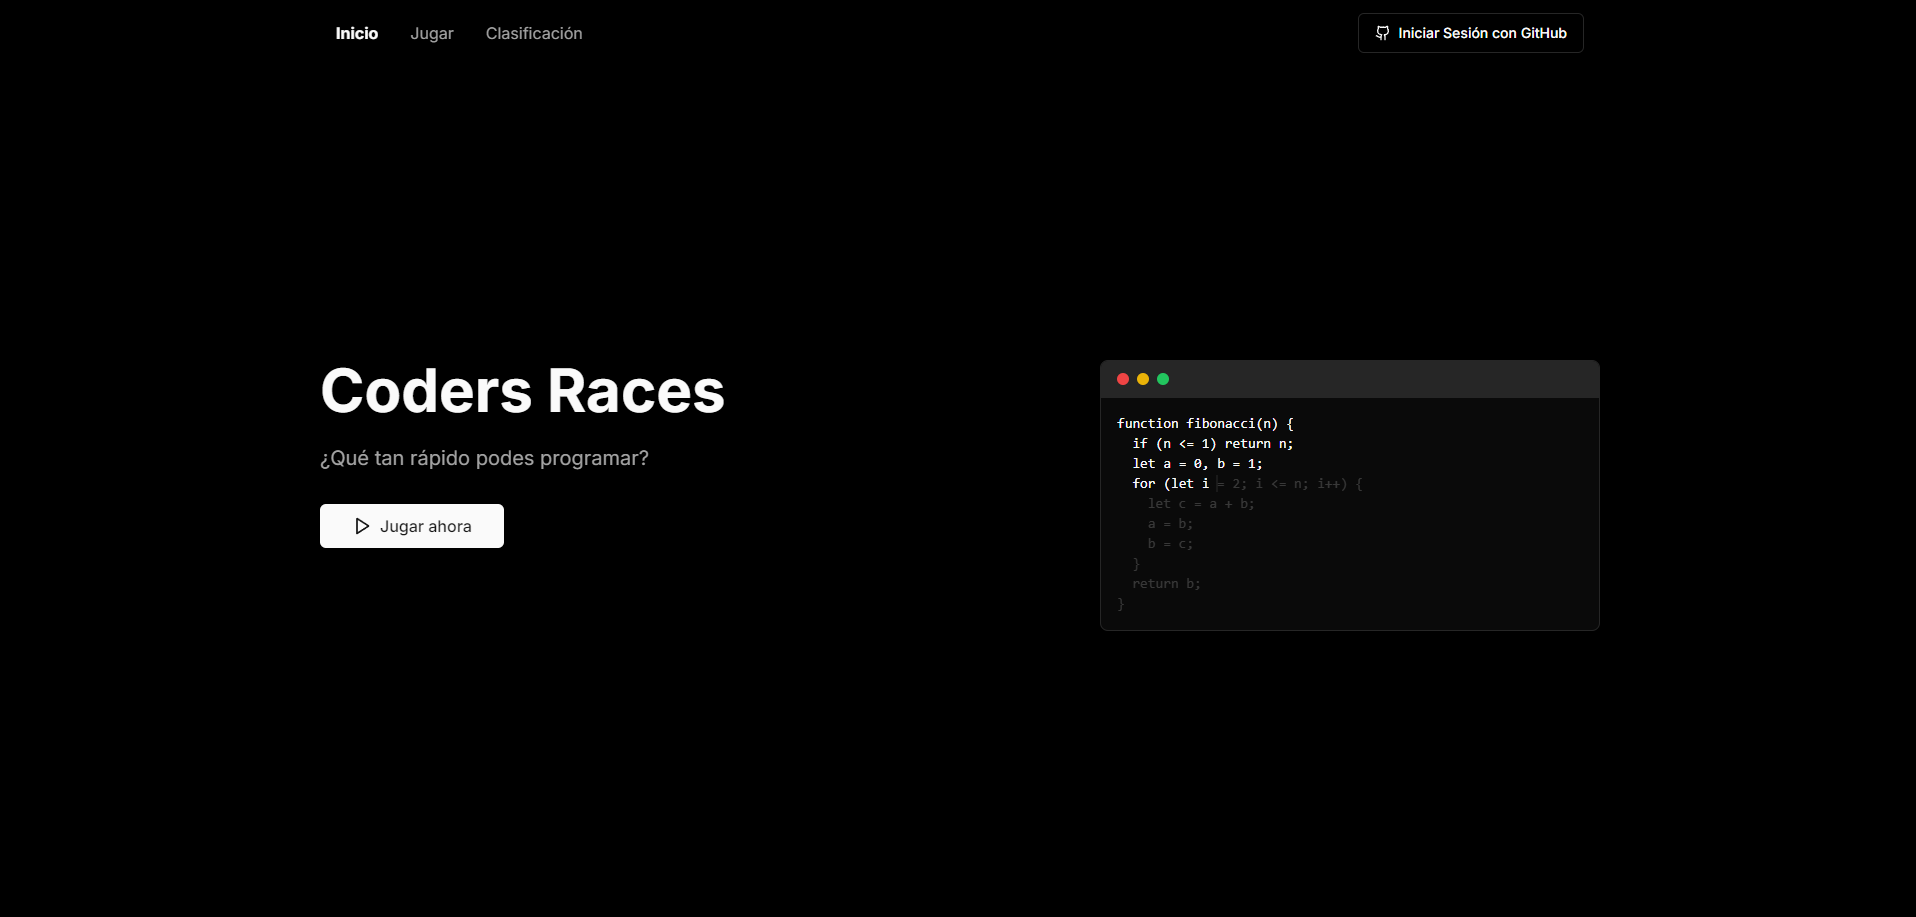 Inicio
Jugar
Clasificación
Iniciar Sesión con GitHub
Coders Races
¿Qué tan rápido podes programar?
Jugar ahora
function fibonacci(n) {
  if (n <= 1) return n;
  let a = 0, b = 1;
  for (let i = 2; i <= n; i++) {
    let c = a + b;
    a = b;
    b = c;
  }
  return b;
}